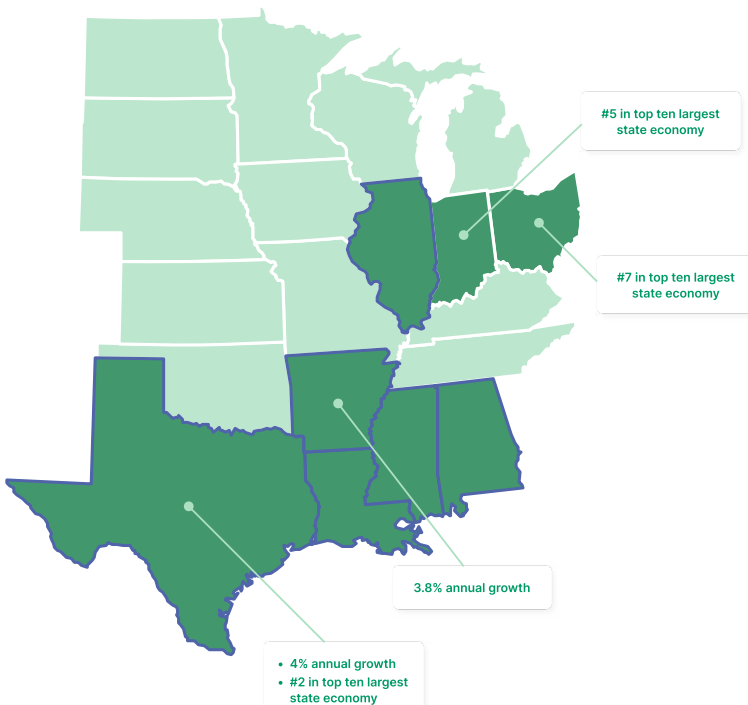 #5 in top ten largest
state economy
#7 in top ten largest
state economy
3.8% annual growth
• 4% annual growth
• #2 in top ten largest
state economy